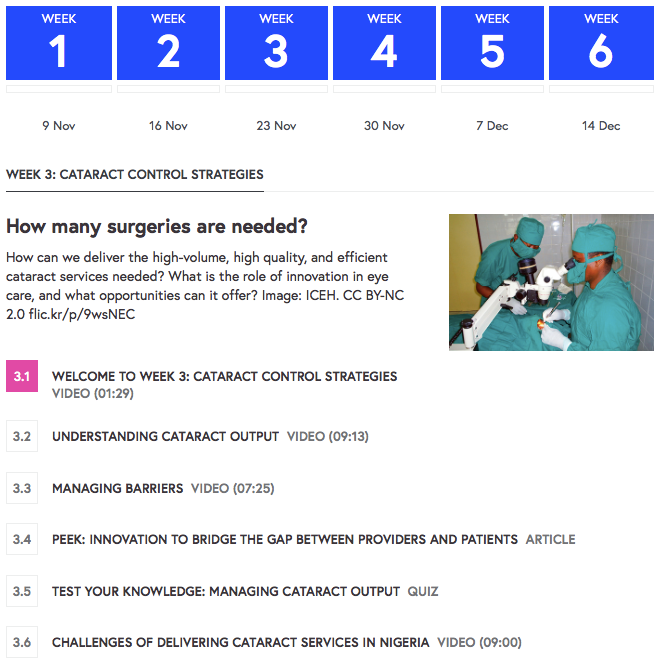 WEEK WEEK WEEK WEEK WEEK WEEK
1 2 3 4 5 6
9 Nov 16 Nov 23 Nov 30 Nov 7 Dec 14 Dec
WEEK 3: CATARACT CONTROL STRATEGIES
How many surgeries are needed?
How can we deliver the high-volume, high quality, and efficient
cataract services needed? What is the role of innovation in eye
care, and what opportunities can it offer? Image: ICEH. CC BY-NC
2.0 flic.kr/p/9wsNEC
3.1 WELCOME TO WEEK 3: CATARACT CONTROL STRATEGIES
VIDEO (01:29)
3.2 UNDERSTANDING CATARACT OUTPUT VIDEO (09:13)
3.3 MANAGING BARRIERS VIDEO (07:25)
3.4 PEEK: INNOVATION TO BRIDGE THE GAP BETWEEN PROVIDERS AND PATIENTS ARTICLE
3.5 TEST YOUR KNOWLEDGE: MANAGING CATARACT OUTPUT QUIZ
3.6 CHALLENGES OF DELIVERING CATARACT SERVICES IN NIGERIA VIDEO (09:00)